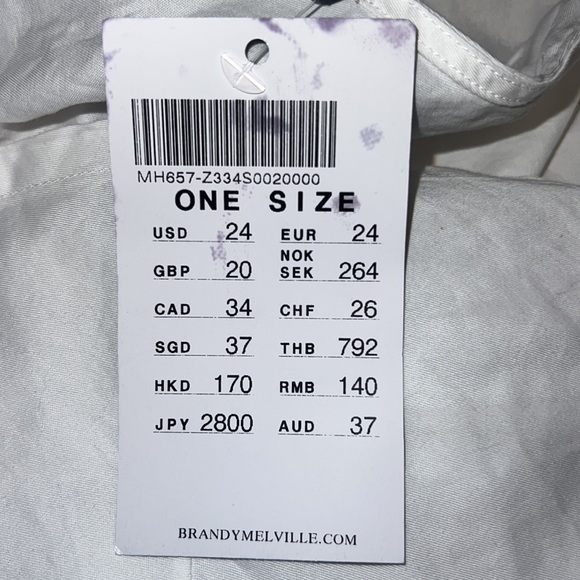 MH657-Z334S0020000
ONE SIZE
USD 24 EUR 24
NOK
GBP 20 SEK 264
CAD 34 CHF 26
SGD 37 THB 792
HKD 170 RMB 140
JPY 2800 AUD 37
BRANDYMELVILLE.COM